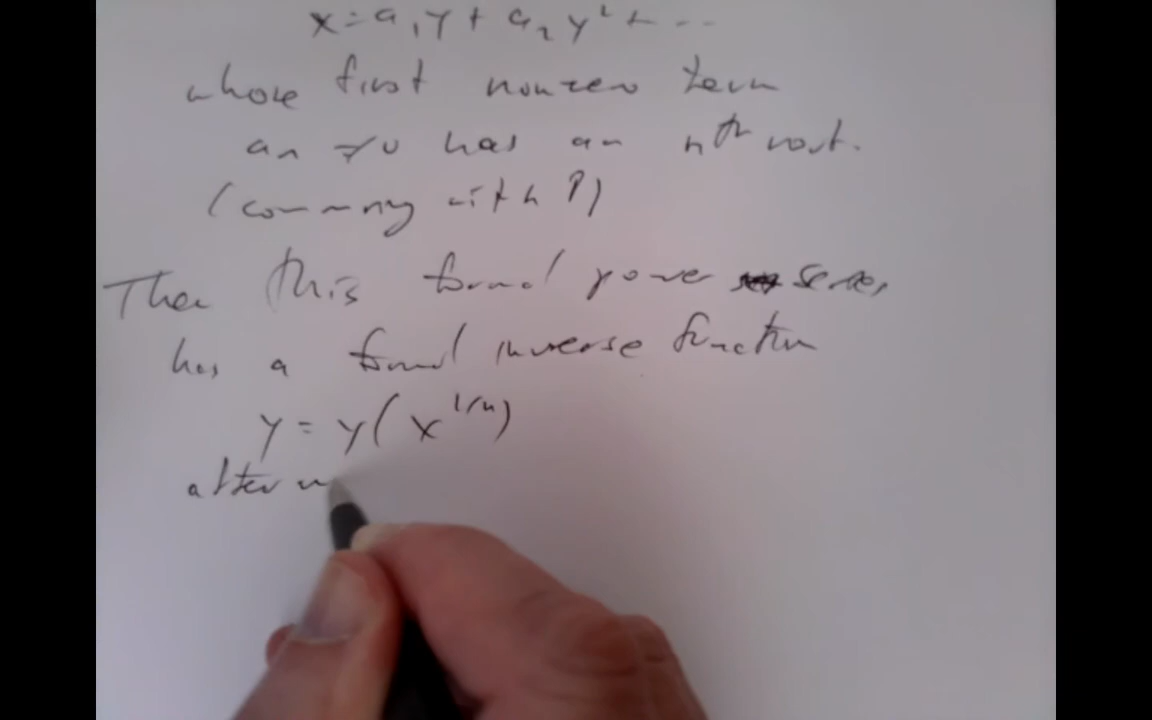 x = a₁y + a₂y² + ...
whose first nonzero term
aₙ ≠ 0 has an nᵗʰ root.
(commuting with ?)
Then this formal power series
has a formal inverse function
y = y(x^{1/n})
after